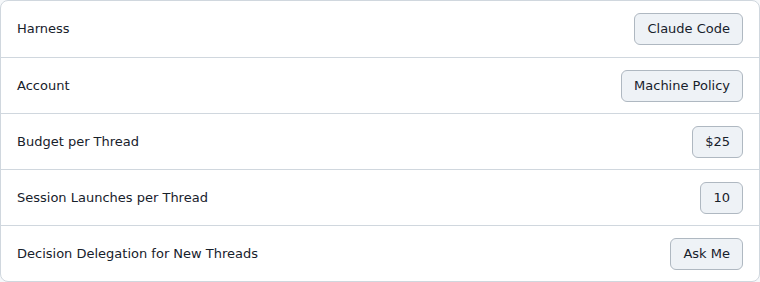 Harness Claude Code
Account Machine Policy
Budget per Thread $25
Session Launches per Thread 10
Decision Delegation for New Threads Ask Me